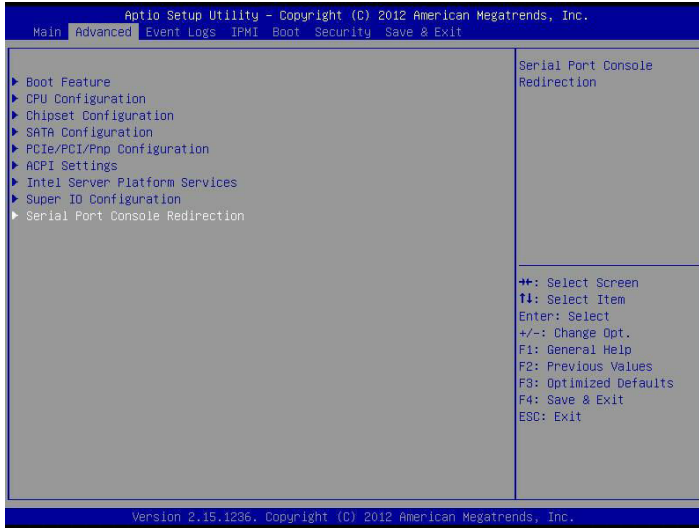 Aptio Setup Utility – Copyright (C) 2012 American Megatrends, Inc.
Main Advanced Event Logs IPMI Boot Security Save & Exit
Boot Feature
CPU Configuration
Chipset Configuration
SATA Configuration
PCIe/PCI/Pnp Configuration
ACPI Settings
Intel Server Platform Services
Super IO Configuration
Serial Port Console Redirection
Serial Port Console
Redirection
→←: Select Screen
↑↓: Select Item
Enter: Select
+/-: Change Opt.
F1: General Help
F2: Previous Values
F3: Optimized Defaults
F4: Save & Exit
ESC: Exit
Version 2.15.1236. Copyright (C) 2012 American Megatrends, Inc.